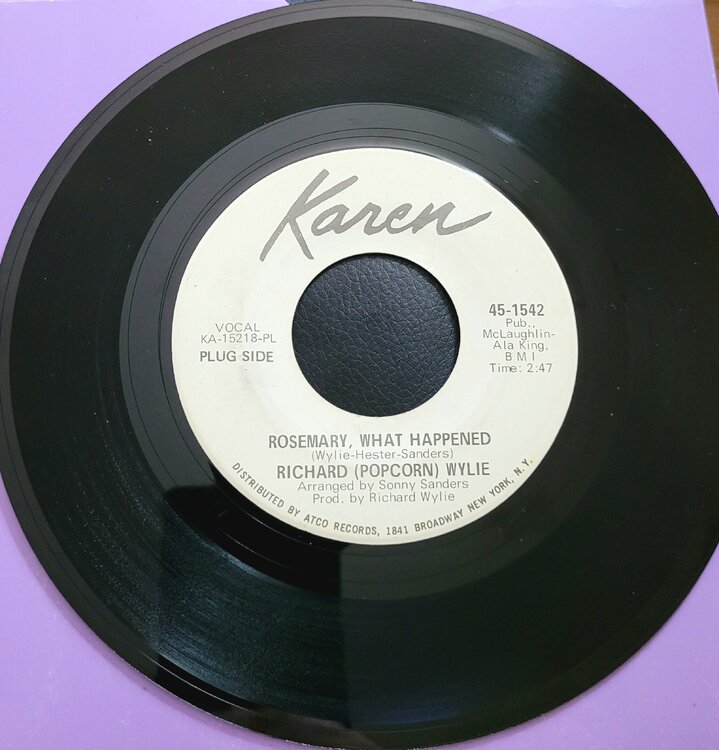 Karen
VOCAL
KA-15218-PL
PLUG SIDE
45-1542
Pub.,
McLaughlin-
Ala King,
B M I
Time: 2:47
ROSEMARY, WHAT HAPPENED
(Wylie-Hester-Sanders)
RICHARD (POPCORN) WYLIE
Arranged by Sonny Sanders
Prod. by Richard Wylie
DISTRIBUTED BY ATCO RECORDS, 1841 BROADWAY NEW YORK, N.Y.